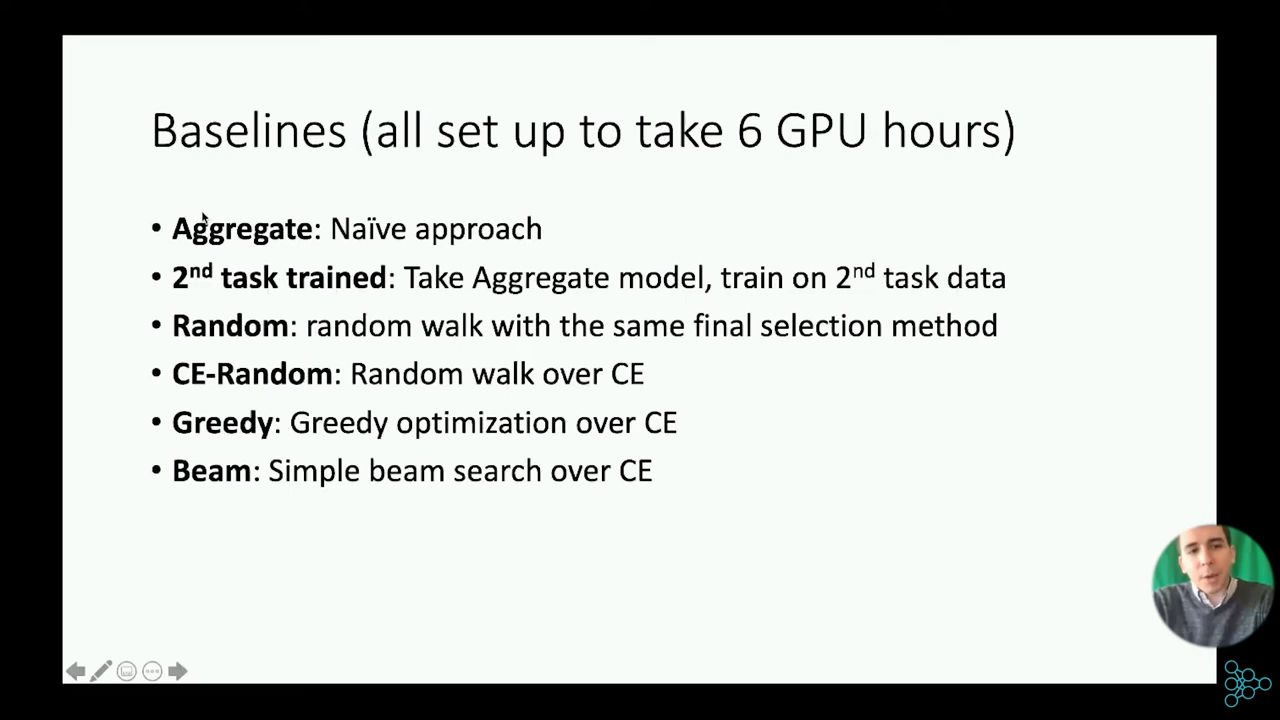 Baselines (all set up to take 6 GPU hours)
• Aggregate: Naïve approach
• 2nd task trained: Take Aggregate model, train on 2nd task data
• Random: random walk with the same final selection method
• CE-Random: Random walk over CE
• Greedy: Greedy optimization over CE
• Beam: Simple beam search over CE